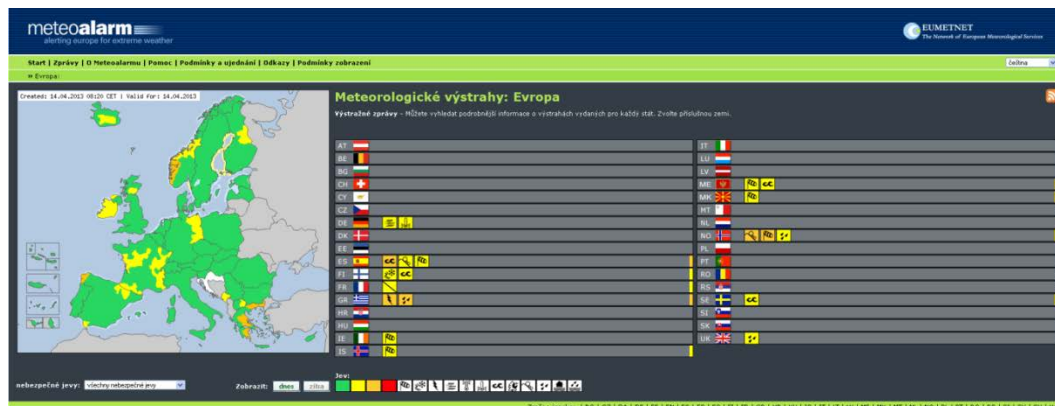 meteoalarm
alerting europe for extreme weather
EUMETNET
The Network of European Meteorological Services
Start | Zprávy | O Meteoalarmu | Pomoc | Podmínky a ujednání | Odkazy | Podmínky zobrazení
čeština
» Evropa:
Created: 14.04.2013 08:20 CET | Valid for: 14.04.2013
Meteorologické výstrahy: Evropa
Výstražné zprávy - Můžete vyhledat podrobnější informace o výstrahách vydaných pro každý stát. Zvolte příslušnou zemi.
AT
BE
BG
CH
CY
CZ
DE
DK
EE
ES
FI
FR
GR
HR
HU
IE
IS
IT
LU
LV
ME
MK
MT
NL
NO
PL
PT
RO
RS
SE
SI
SK
UK
Jev:
nebezpečné jevy:
všechny nebezpečné jevy
Zobrazit:
dnes
zítra